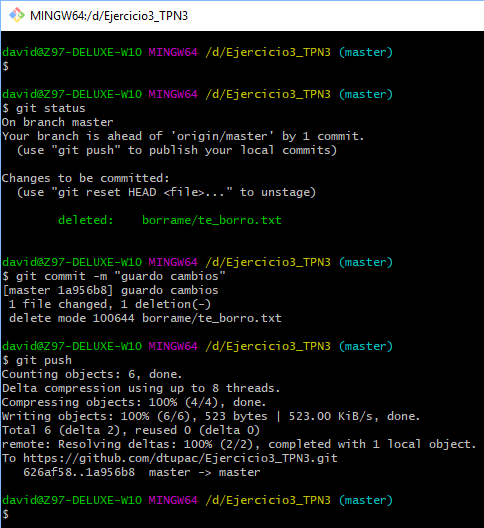 MINGW64:/d/Ejercicio3_TPN3
david@Z97-DELUXE-W10 MINGW64 /d/Ejercicio3_TPN3 (master)
$
david@Z97-DELUXE-W10 MINGW64 /d/Ejercicio3_TPN3 (master)
$ git status
On branch master
Your branch is ahead of 'origin/master' by 1 commit.
  (use "git push" to publish your local commits)
Changes to be committed:
  (use "git reset HEAD <file>..." to unstage)
        deleted:    borrame/te_borro.txt
david@Z97-DELUXE-W10 MINGW64 /d/Ejercicio3_TPN3 (master)
$ git commit -m "guardo cambios"
[master 1a956b8] guardo cambios
 1 file changed, 1 deletion(-)
 delete mode 100644 borrame/te_borro.txt
david@Z97-DELUXE-W10 MINGW64 /d/Ejercicio3_TPN3 (master)
$ git push
Counting objects: 6, done.
Delta compression using up to 8 threads.
Compressing objects: 100% (4/4), done.
Writing objects: 100% (6/6), 523 bytes | 523.00 KiB/s, done.
Total 6 (delta 2), reused 0 (delta 0)
remote: Resolving deltas: 100% (2/2), completed with 1 local object.
To https://github.com/dtupac/Ejercicio3_TPN3.git
   626af58..1a956b8  master -> master
david@Z97-DELUXE-W10 MINGW64 /d/Ejercicio3_TPN3 (master)
$